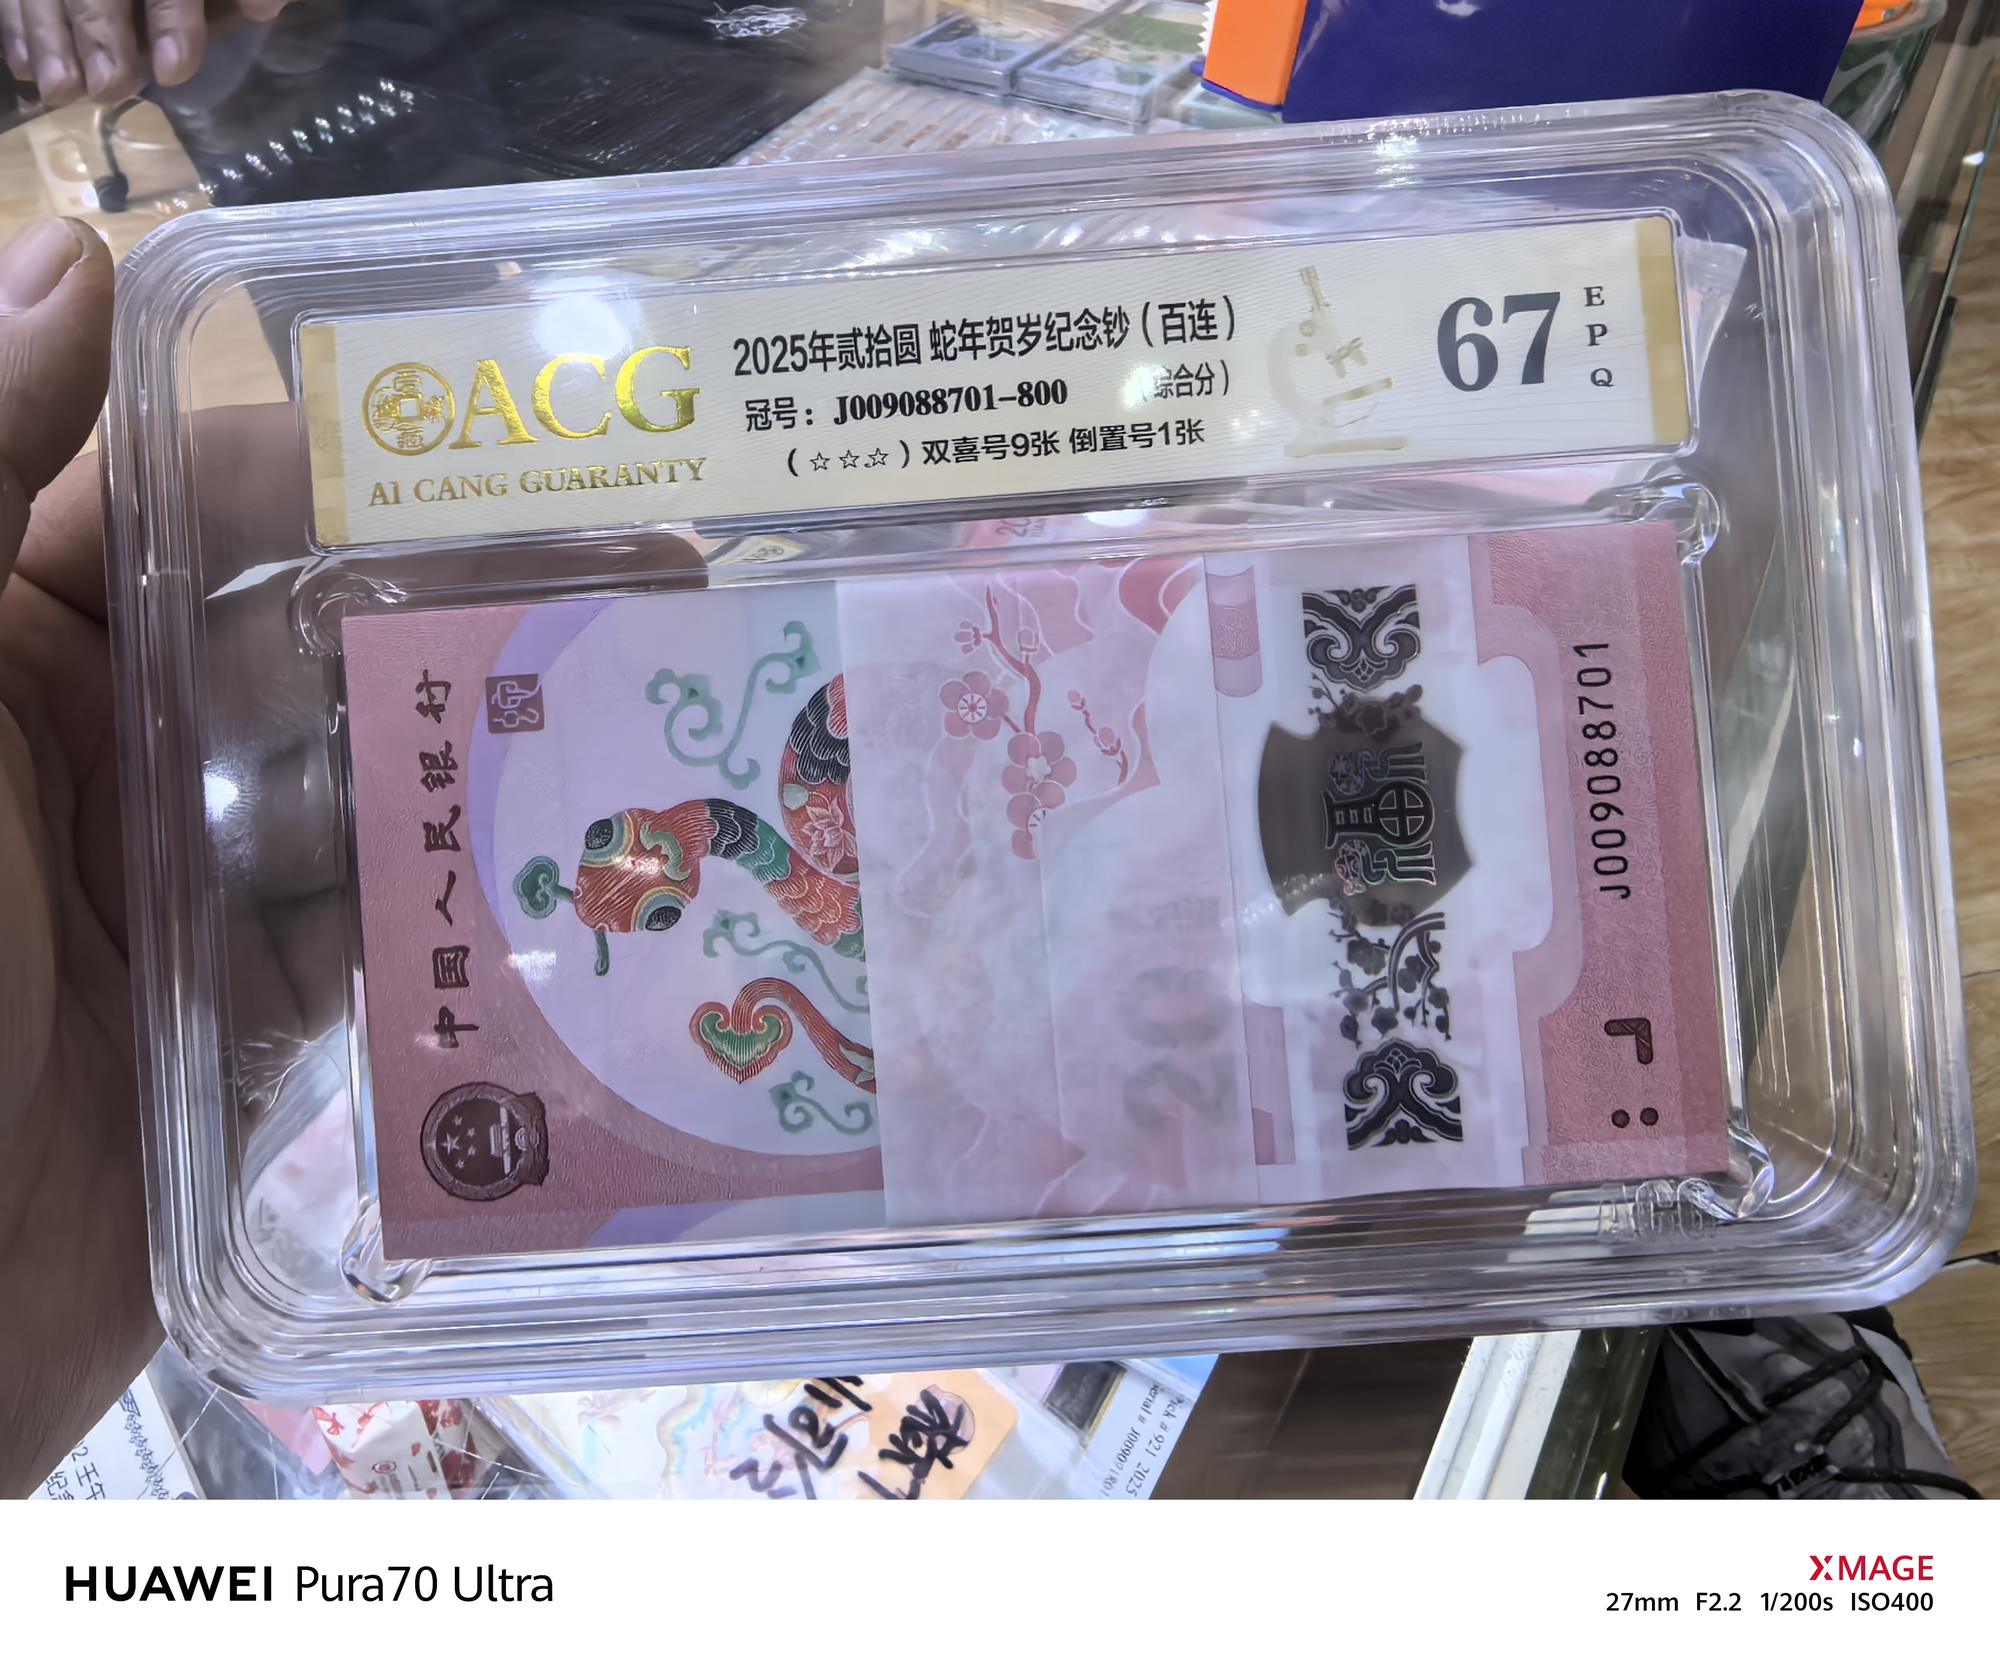 ACG
AI CANG GUARANTY
2025年贰拾圆 蛇年贺岁纪念钞（百连）
冠号：J009088701-800 （综合分）
（☆☆☆）双喜号9张 倒置号1张
67
EPQ
中国人民银行
J009088701
HUAWEI Pura70 Ultra
XMAGE
27mm F2.2 1/200s ISO400